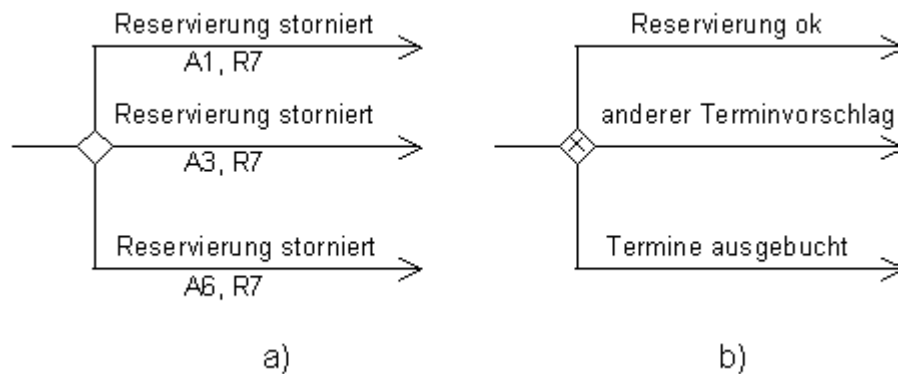 Reservierung storniert
A1, R7
Reservierung storniert
A3, R7
Reservierung storniert
A6, R7
a)
Reservierung ok
anderer Terminvorschlag
Termine ausgebucht
b)